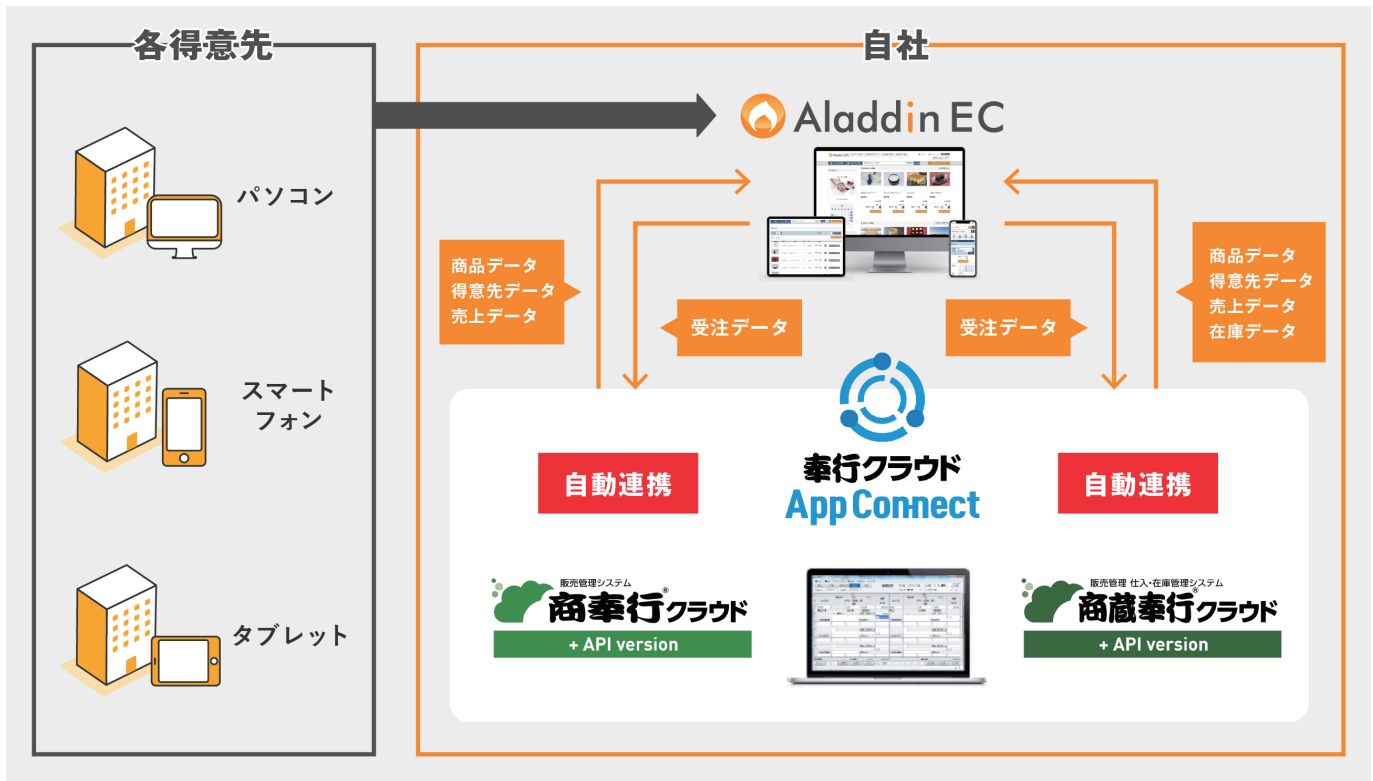 各得意先
パソコン
スマート
フォン
タブレット
自社
Aladdin EC
商品データ
得意先データ
売上データ
受注データ
受注データ
商品データ
得意先データ
売上データ
在庫データ
奉行クラウド
App Connect
自動連携
自動連携
販売管理システム
商奉行®クラウド
+ API version
販売管理 仕入・在庫管理システム
商蔵奉行®クラウド
+ API version